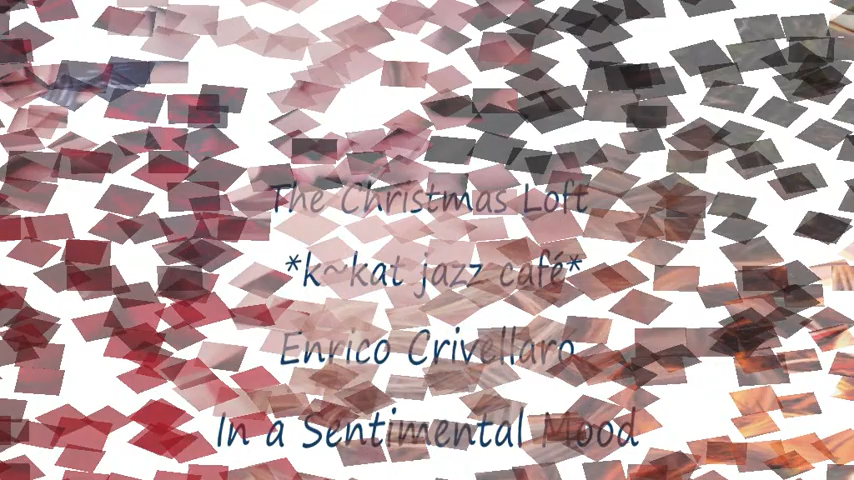 The Christmas Loft
*k~kat jazz café*
Enrico Crivellaro
In a Sentimental Mood